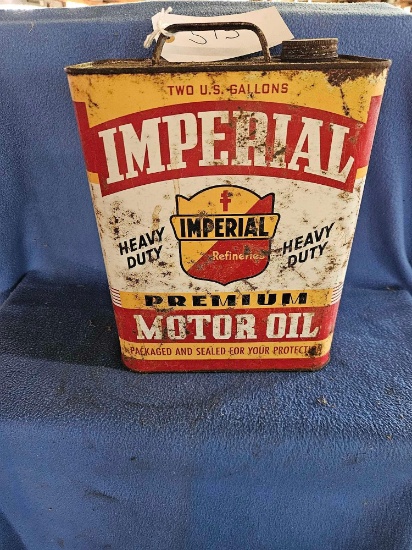 TWO U.S. GALLONS
IMPERIAL
IMPERIAL
Refineries
HEAVY DUTY
HEAVY DUTY
PREMIUM
MOTOR OIL
PACKAGED AND SEALED FOR YOUR PROTECTION